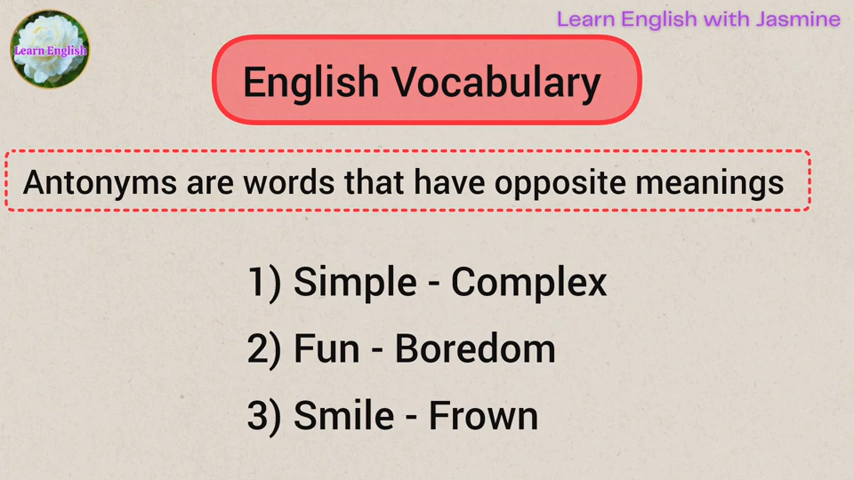 Learn English with Jasmine
Learn English
English Vocabulary
Antonyms are words that have opposite meanings
1) Simple - Complex
2) Fun - Boredom
3) Smile - Frown